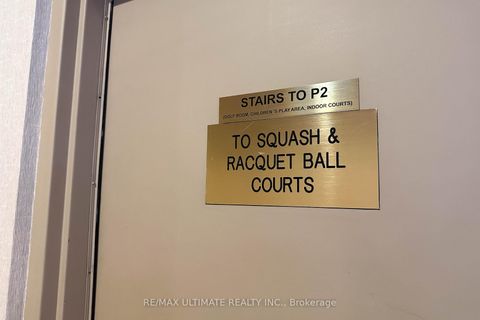 STAIRS TO P2
(GOLF ROOM, CHILDREN'S PLAY AREA, INDOOR COURTS)
TO SQUASH &
RACQUET BALL
COURTS
RE/MAX ULTIMATE REALTY INC., Brokerage